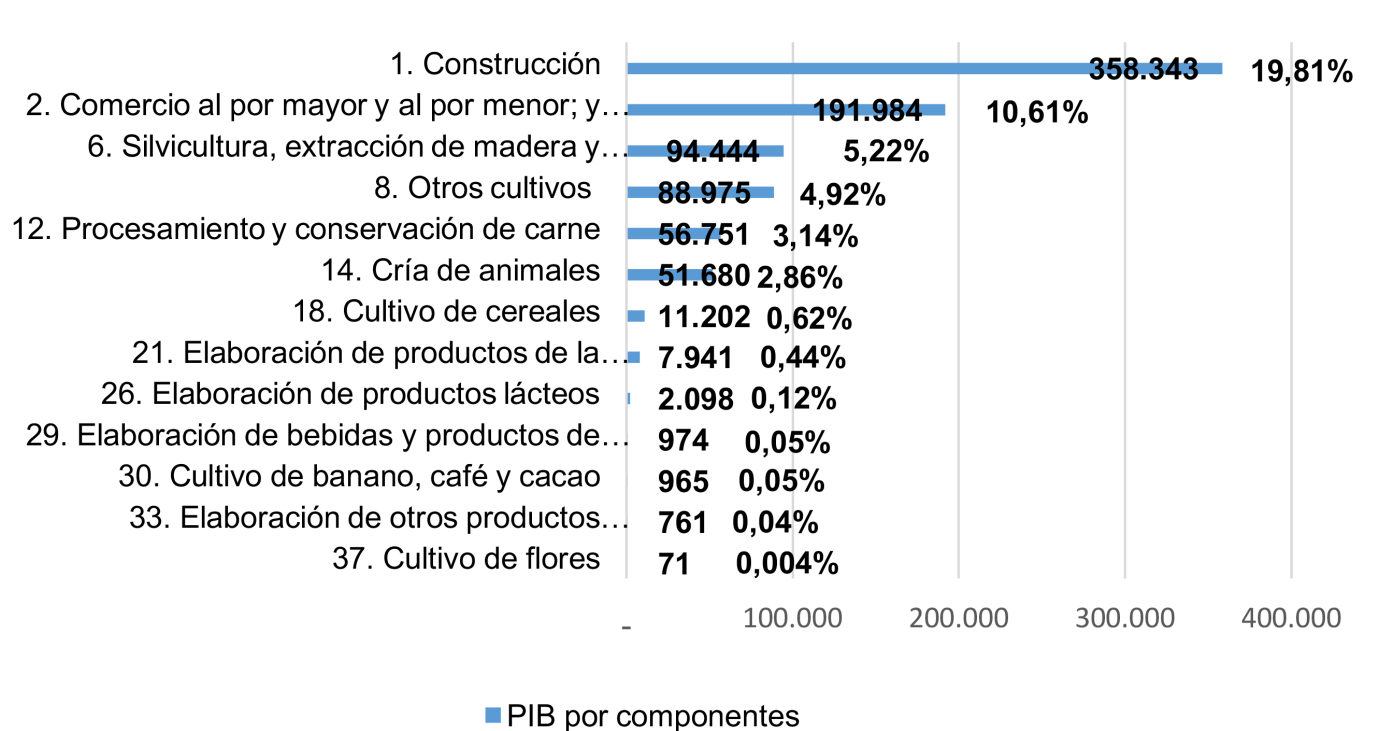 1. Construcción 358.343 19,81%
2. Comercio al por mayor y al por menor; y… 191.984 10,61%
6. Silvicultura, extracción de madera y… 94.444 5,22%
8. Otros cultivos 88.975 4,92%
12. Procesamiento y conservación de carne 56.751 3,14%
14. Cría de animales 51.680 2,86%
18. Cultivo de cereales 11.202 0,62%
21. Elaboración de productos de la… 7.941 0,44%
26. Elaboración de productos lácteos 2.098 0,12%
29. Elaboración de bebidas y productos de… 974 0,05%
30. Cultivo de banano, café y cacao 965 0,05%
33. Elaboración de otros productos… 761 0,04%
37. Cultivo de flores 71 0,004%
- 100.000 200.000 300.000 400.000
PIB por componentes